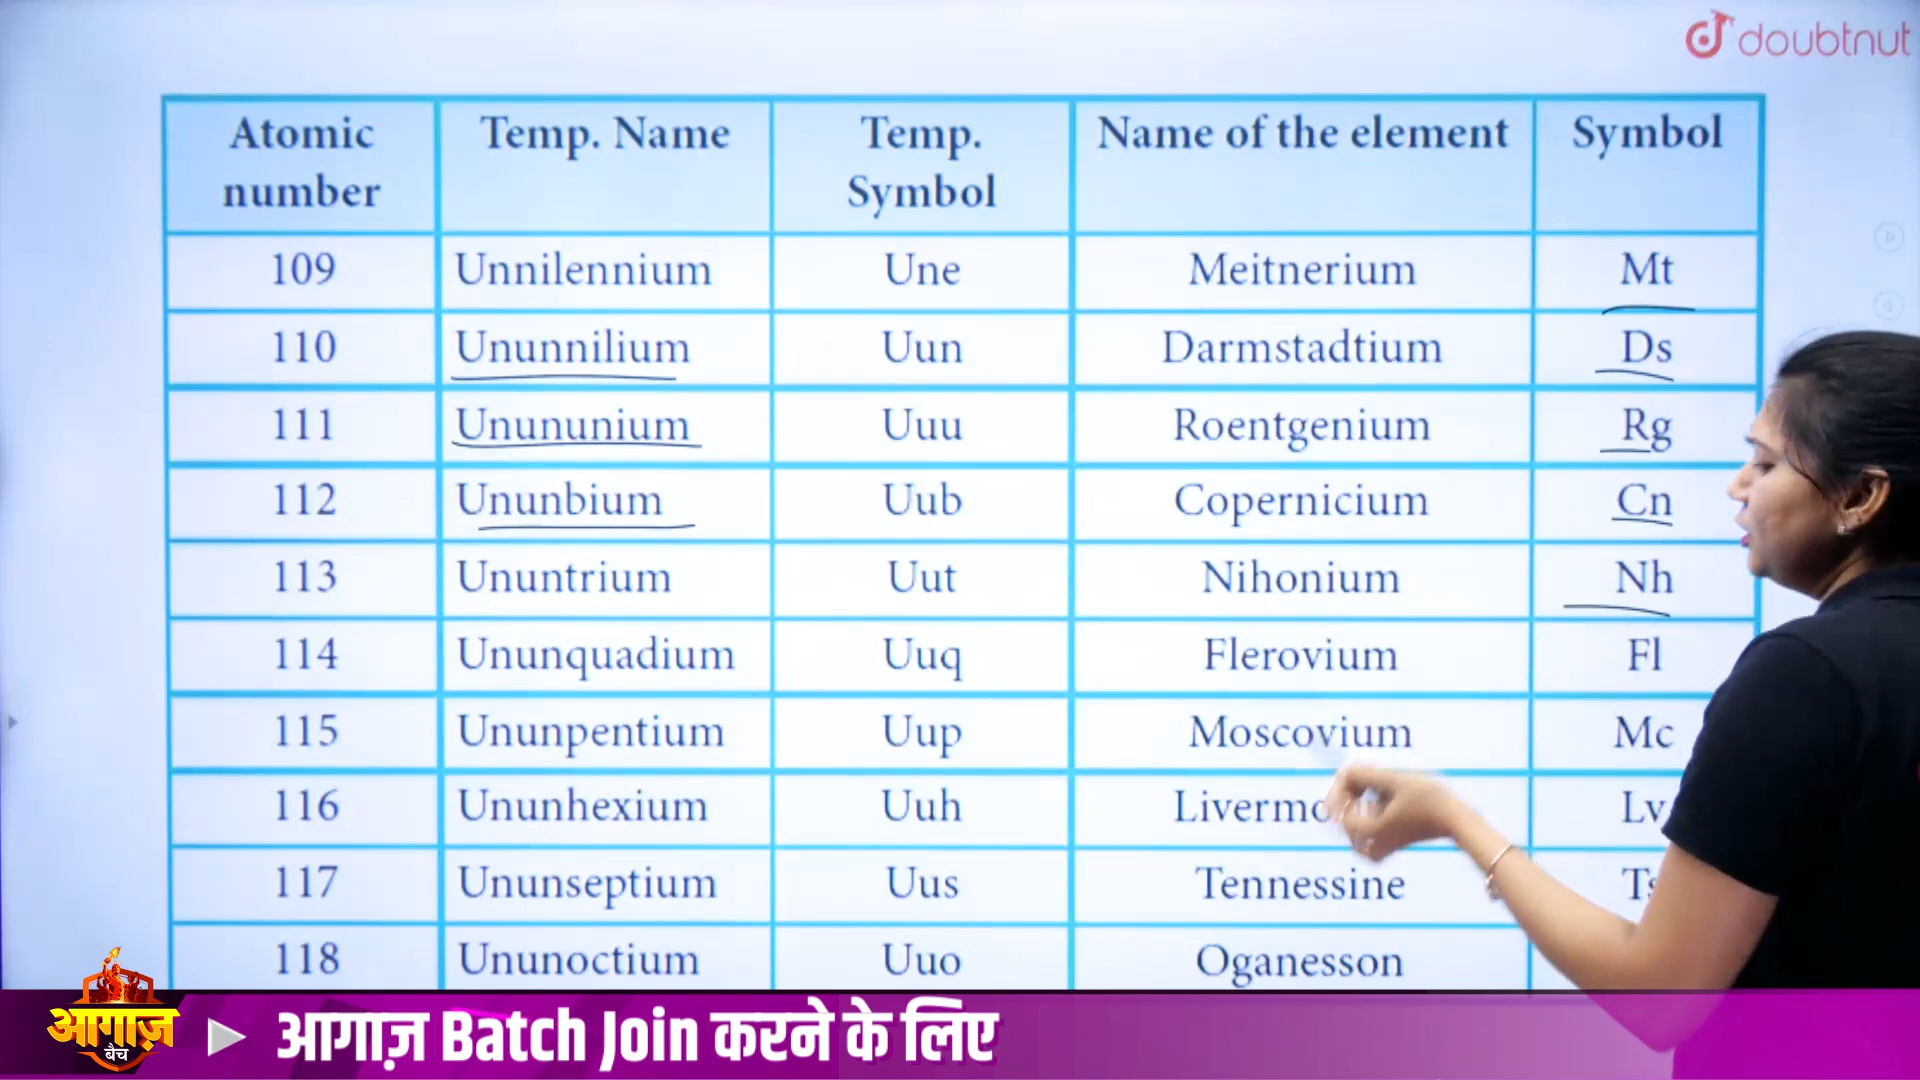 doubtnut
Atomic number | Temp. Name | Temp. Symbol | Name of the element | Symbol
109 | Unnilennium | Une | Meitnerium | Mt
110 | Ununnilium | Uun | Darmstadtium | Ds
111 | Unununium | Uuu | Roentgenium | Rg
112 | Ununbium | Uub | Copernicium | Cn
113 | Ununtrium | Uut | Nihonium | Nh
114 | Ununquadium | Uuq | Flerovium | Fl
115 | Ununpentium | Uup | Moscovium | Mc
116 | Ununhexium | Uuh | Lv
117 | Ununseptium | Uus | Tennessine
118 | Ununoctium | Uuo | Oganesson
आगाज़ बैच
आगाज़ Batch Join करने के लिए